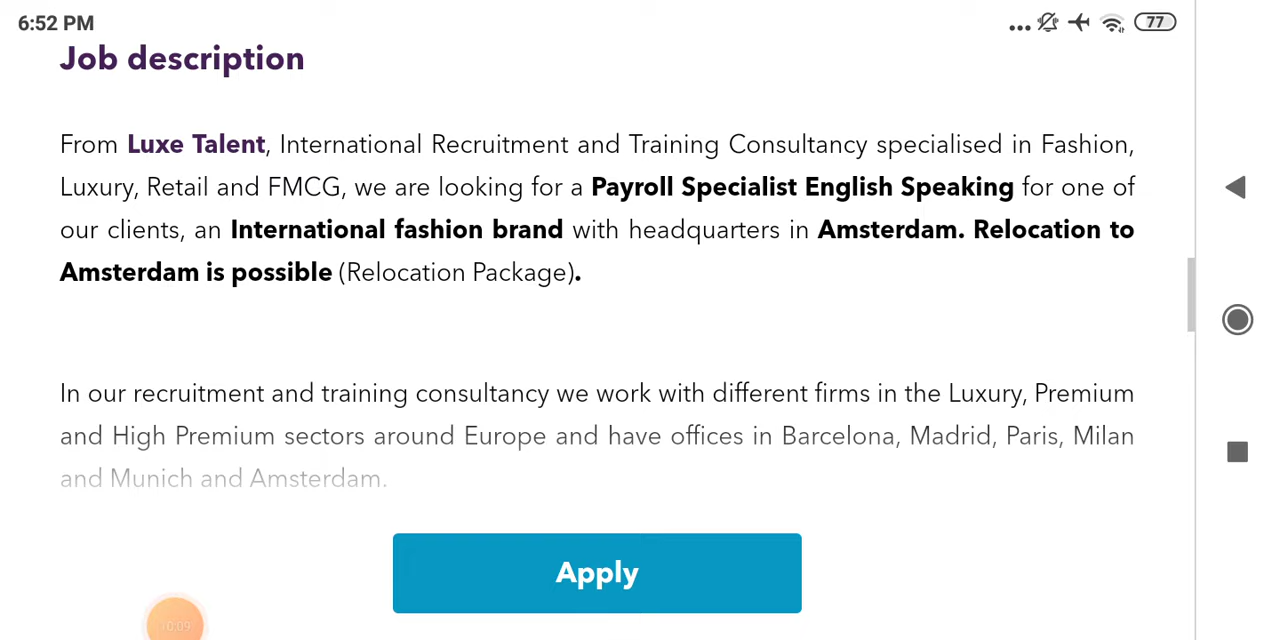 6:52 PM
77
Job description
From Luxe Talent, International Recruitment and Training Consultancy specialised in Fashion,
Luxury, Retail and FMCG, we are looking for a Payroll Specialist English Speaking for one of
our clients, an International fashion brand with headquarters in Amsterdam. Relocation to
Amsterdam is possible (Relocation Package).
In our recruitment and training consultancy we work with different firms in the Luxury, Premium
and High Premium sectors around Europe and have offices in Barcelona, Madrid, Paris, Milan
and Munich and Amsterdam.
Apply
10:09